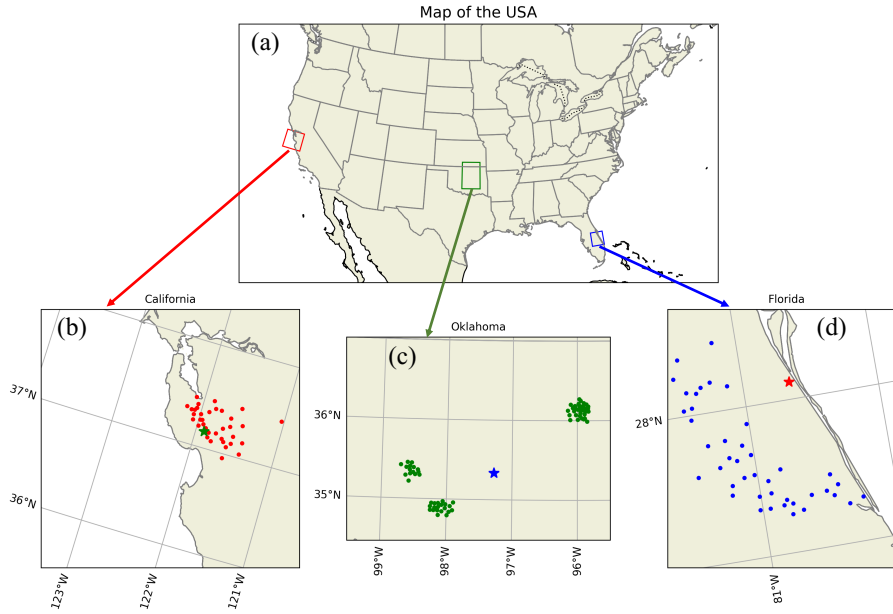 Map of the USA
(a)
California
(b)
37°N
36°N
123°W
122°W
121°W
Oklahoma
(c)
36°N
35°N
99°W
98°W
97°W
96°W
Florida
(d)
28°N
81°W